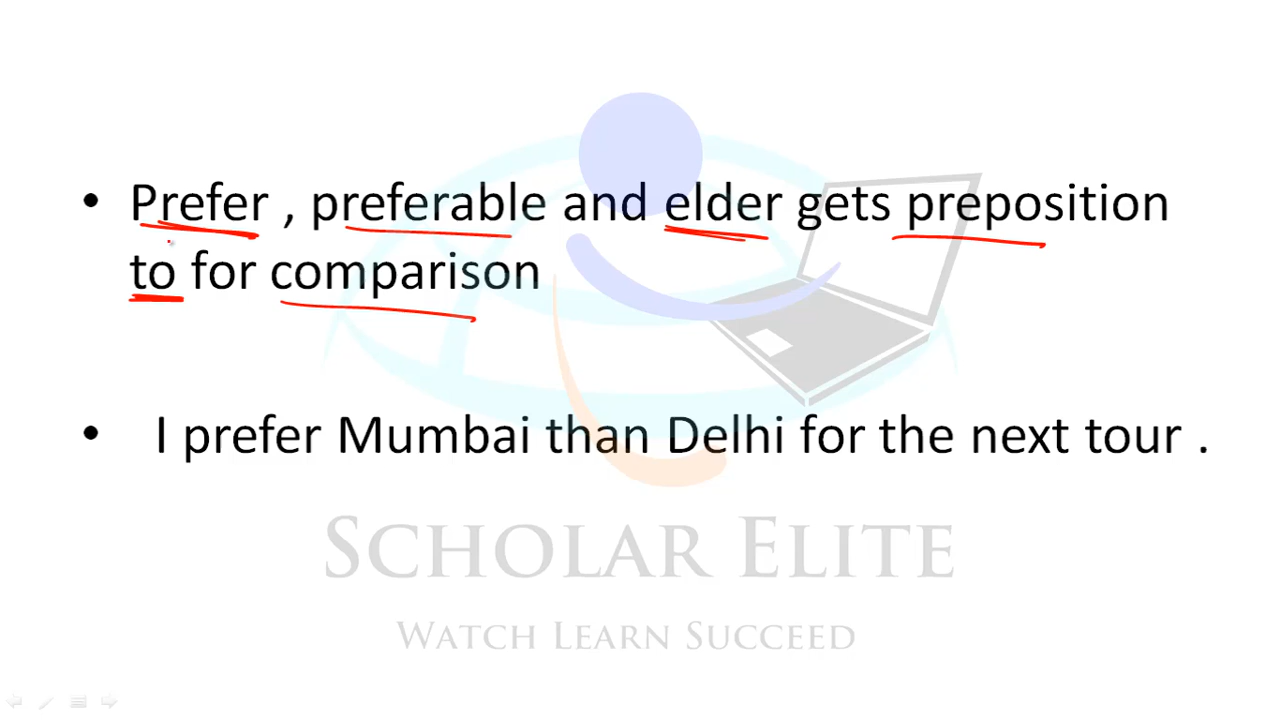 • Prefer , preferable and elder gets preposition
to for comparison
• I prefer Mumbai than Delhi for the next tour .
SCHOLAR ELITE
WATCH LEARN SUCCEED